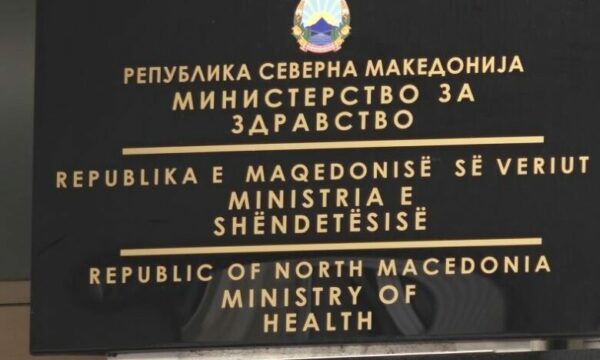 РЕПУБЛИКА СЕВЕРНА МАКЕДОНИЈА
МИНИСТЕРСТВО ЗА
ЗДРАВСТВО
REPUBLIKA E MAQEDONISË SË VERIUT
MINISTRIA E
SHËNDETËSISË
REPUBLIC OF NORTH MACEDONIA
MINISTRY OF
HEALTH